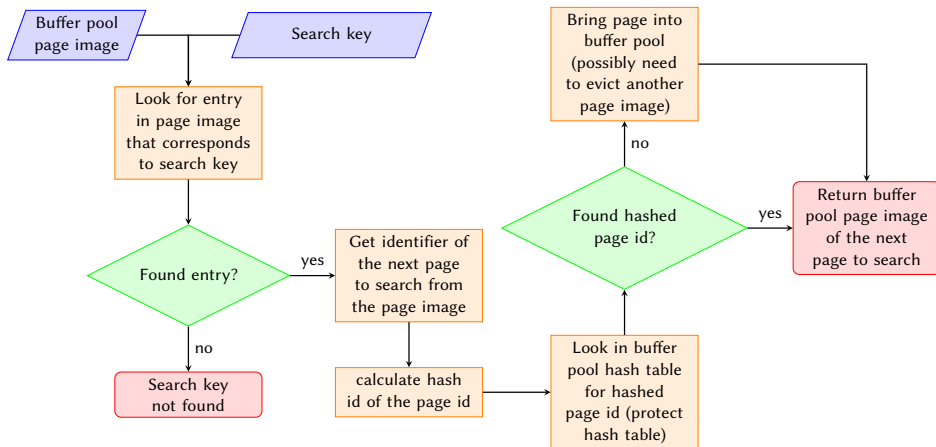 Buffer pool
page image
Search key
Look for entry
in page image
that corresponds
to search key
Found entry?
yes
no
Search key
not found
Get identifier of
the next page
to search from
the page image
calculate hash
id of the page id
Look in buffer
pool hash table
for hashed
page id (protect
hash table)
Found hashed
page id?
no
yes
Bring page into
buffer pool
(possibly need
to evict another
page image)
Return buffer
pool page image
of the next
page to search